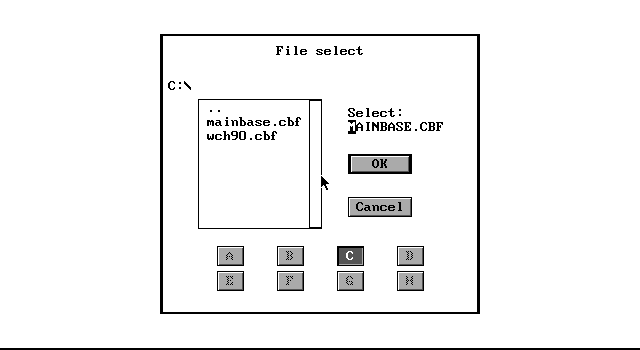 File select
C:\
..
mainbase.cbf
wch90.cbf
Select:
MAINBASE.CBF
OK
Cancel
A B C D
E F G H